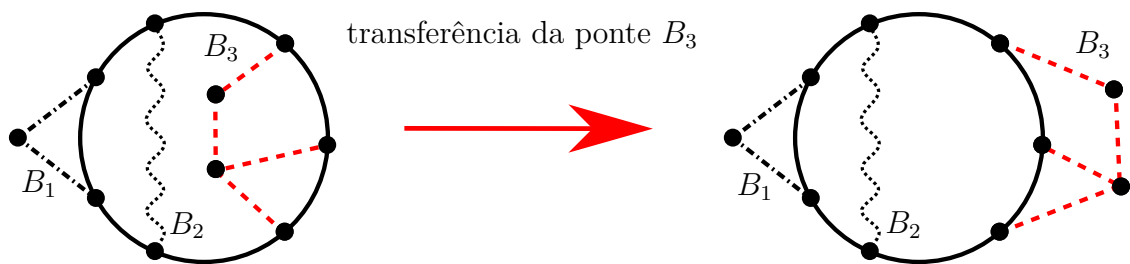 transferência da ponte B₃
B₃
B₁
B₂
B₃
B₁
B₂